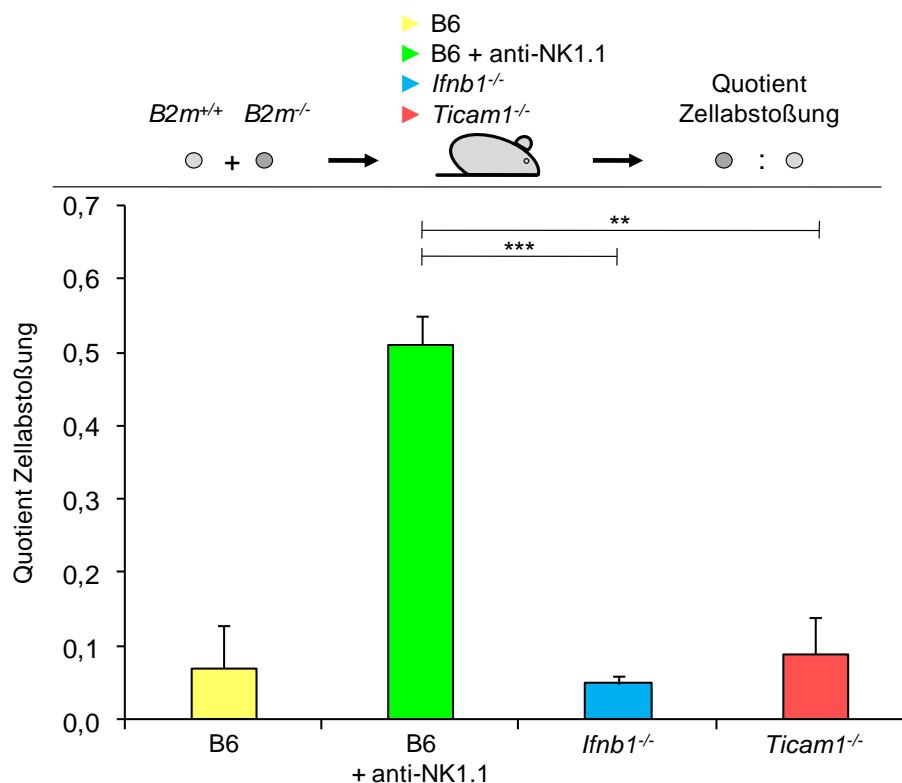 B6
B6 + anti-NK1.1
Ifnb1-/-
Ticam1-/-
B2m+/+ B2m-/-
+
Quotient
Zellabstoßung
:
0,7
0,6
0,5
0,4
0,3
0,2
0,1
0,0
Quotient Zellabstoßung
**
***
B6
B6
+ anti-NK1.1
Ifnb1-/-
Ticam1-/-